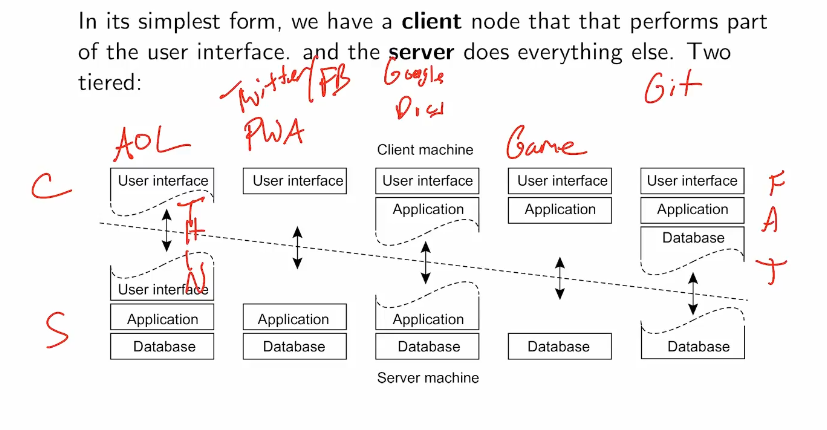 In its simplest form, we have a client node that that performs part
of the user interface. and the server does everything else. Two
tiered:
Twitter/FB
PWA
Google
Git
AOL
Client machine
Game
C
User interface User interface User interface User interface User interface
F
Application Application Application
A
Database
T
THIN
User interface
S
Application Application Application
Database Database Database Database Database
Server machine